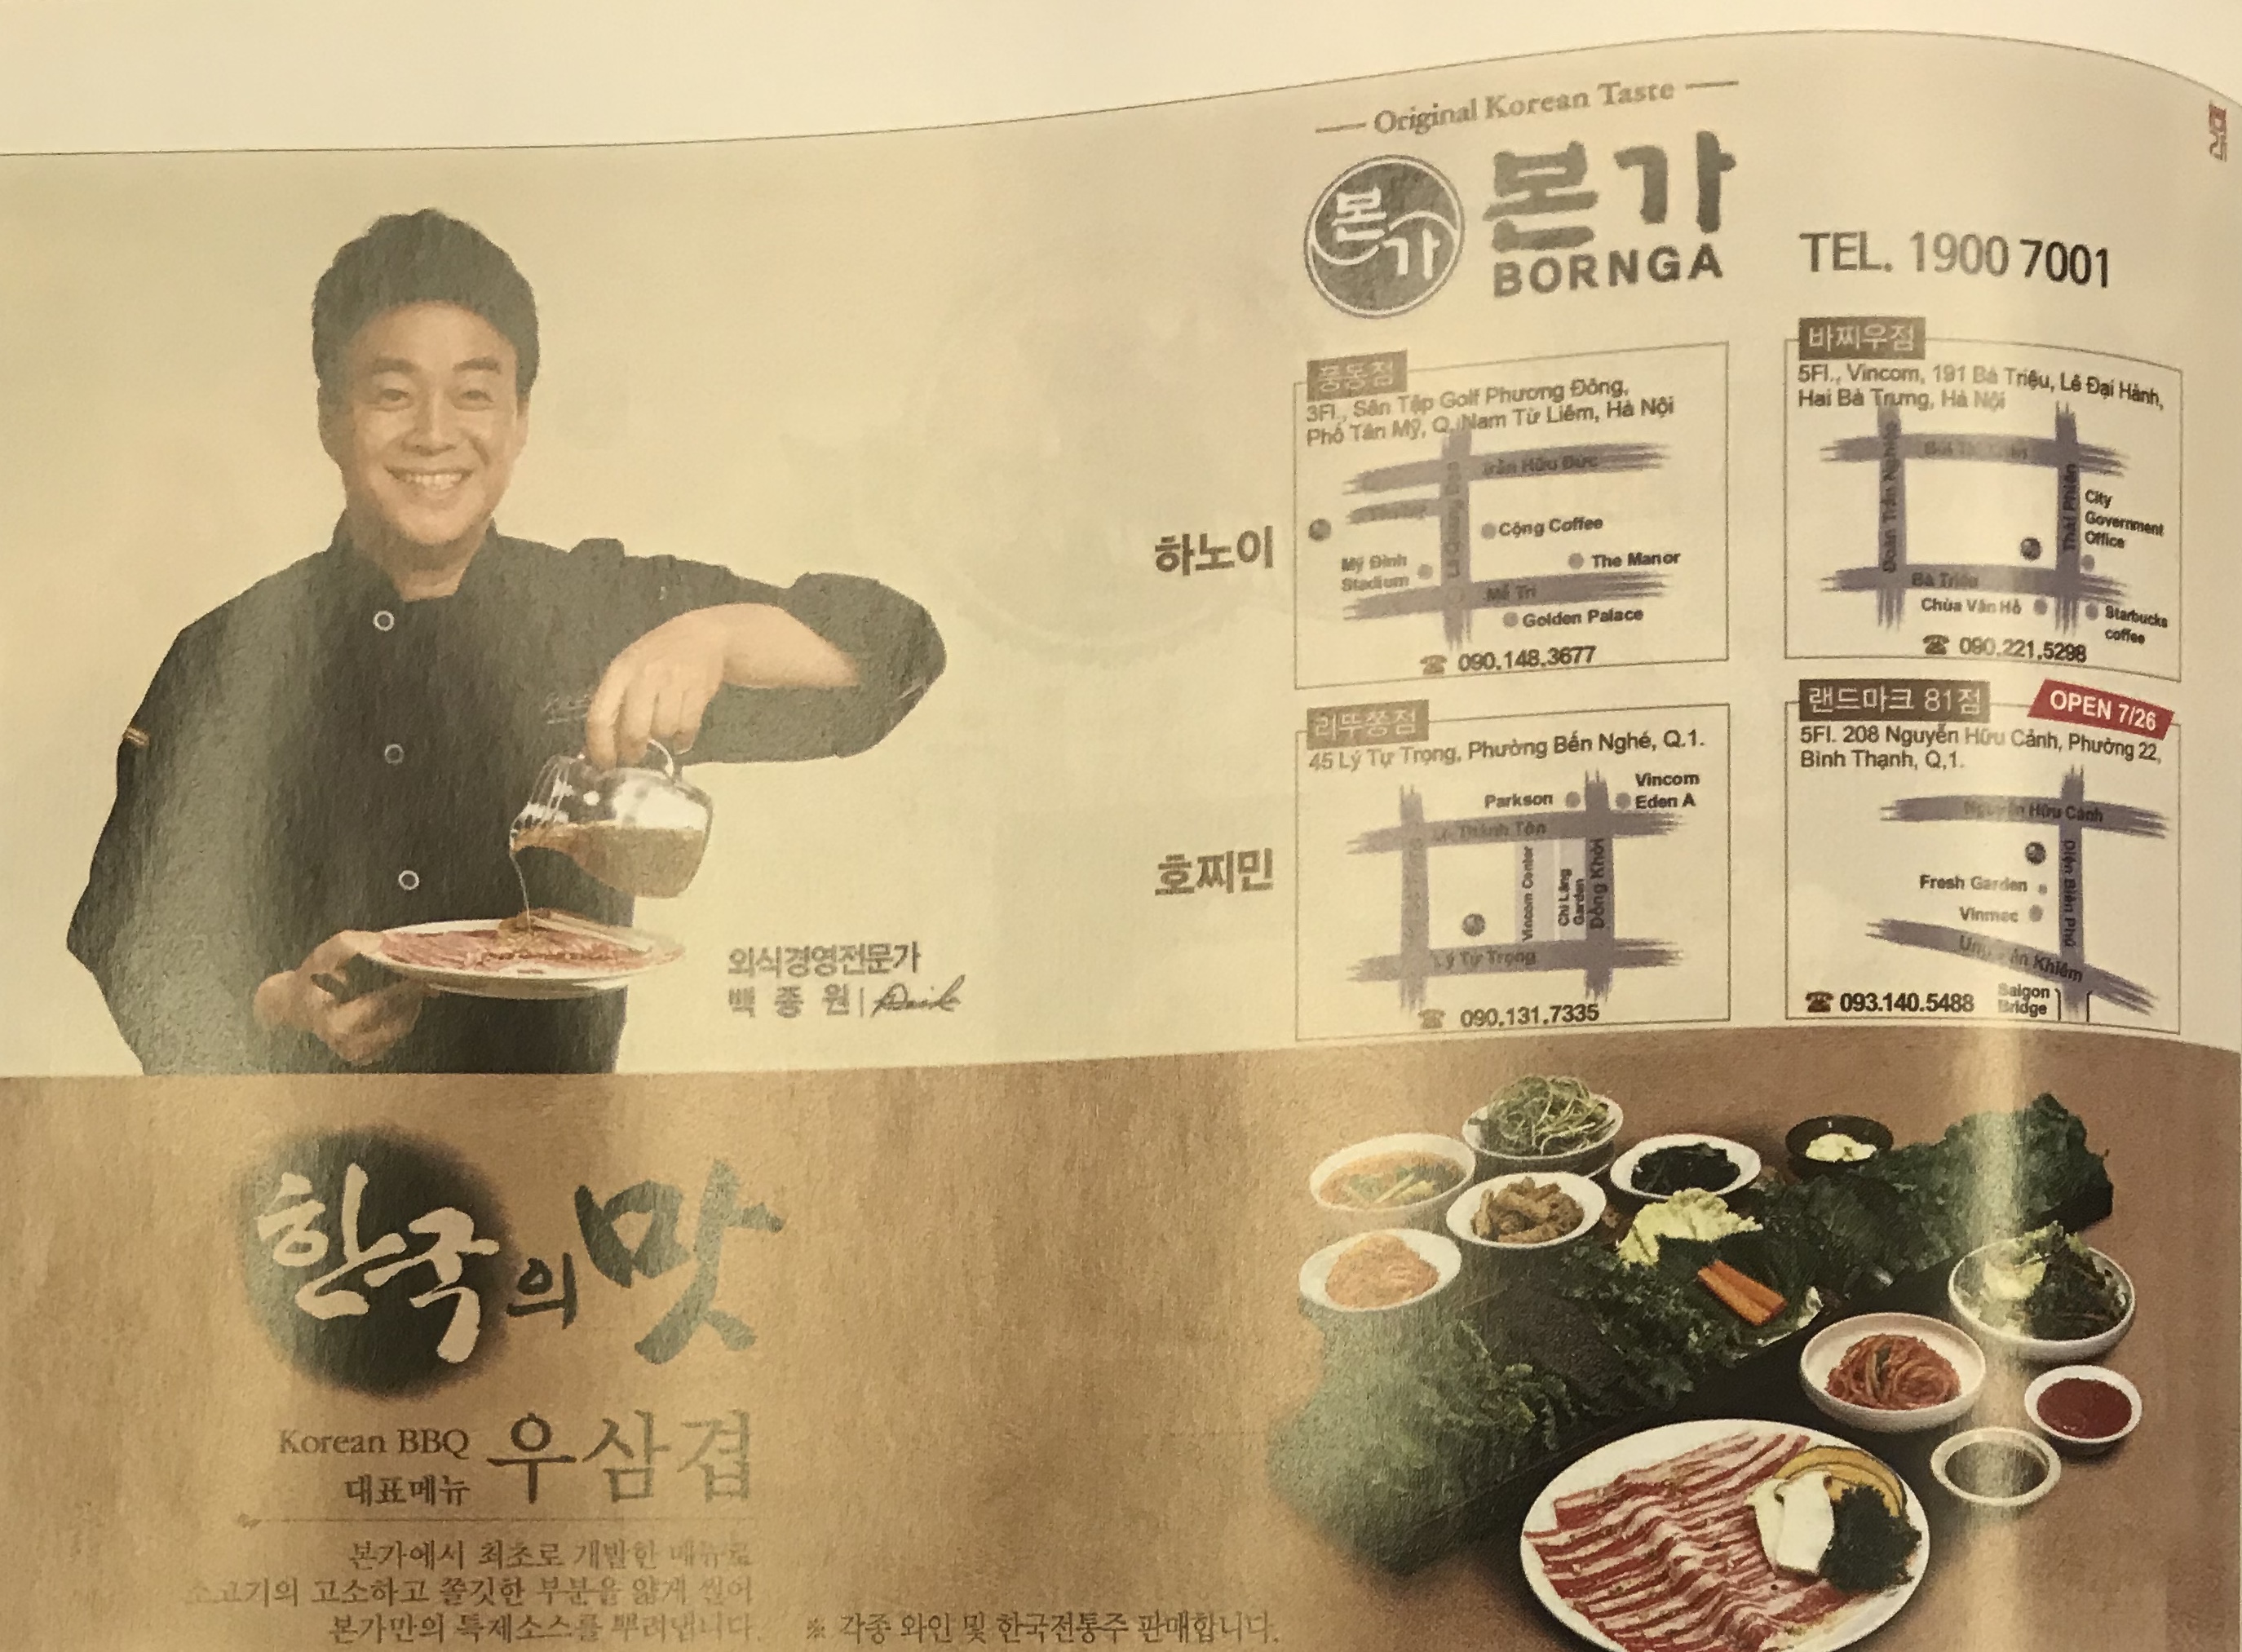 Original Korean Taste
본가
본가
BORNGA
TEL. 1900 7001
하노이
풍동점
3Fl., Sân Tập Golf Phương Đông,
Phố Tân Mỹ, Q. Nam Từ Liêm, Hà Nội
Trần Hữu Đức
Cộng Coffee
Mỹ Đình
Stadium
The Manor
Mễ Trì
Golden Palace
☎ 090.148.3677
바찌우점
5Fl., Vincom, 191 Bà Triệu, Lê Đại Hành,
Hai Bà Trưng, Hà Nội
Đoàn Trần Nghiệp
Thái Phiên
City
Government
Office
Bà Triệu
Chùa Vân Hồ
Starbucks
coffee
☎ 090.221.5298
호찌민
리뚜쫑점
45 Lý Tự Trọng, Phường Bến Nghé, Q.1.
Parkson
Vincom
Eden A
Thánh Tôn
Vincom Center
Chi Lăng
Garden
Đồng Khởi
Lý Tự Trọng
☎ 090.131.7335
랜드마크 81점
OPEN 7/26
5Fl. 208 Nguyễn Hữu Cảnh, Phường 22,
Bình Thạnh, Q,1.
Nguyễn Hữu Cảnh
Điện Biên Phủ
Fresh Garden
Vinmec
Khiêm
Saigon
Bridge
☎ 093.140.5488
외식경영전문가
백 종 원
한국의 맛
Korean BBQ
대표메뉴
우삼겹
본가에서 최초로 개발한 메뉴로
소고기의 고소하고 쫄깃한 부분을 얇게 썰어
본가만의 특제소스를 뿌려냅니다.
※ 각종 와인 및 한국전통주 판매합니다.